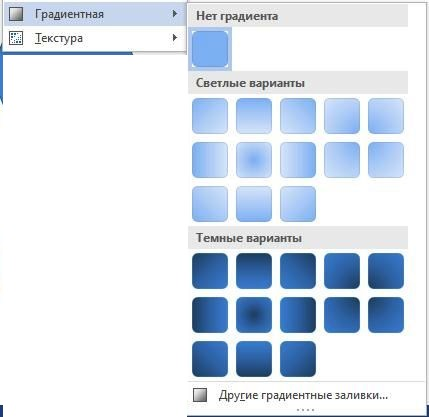 Градиентная
Текстура
Нет градиента
Светлые варианты
Темные варианты
Другие градиентные заливки...